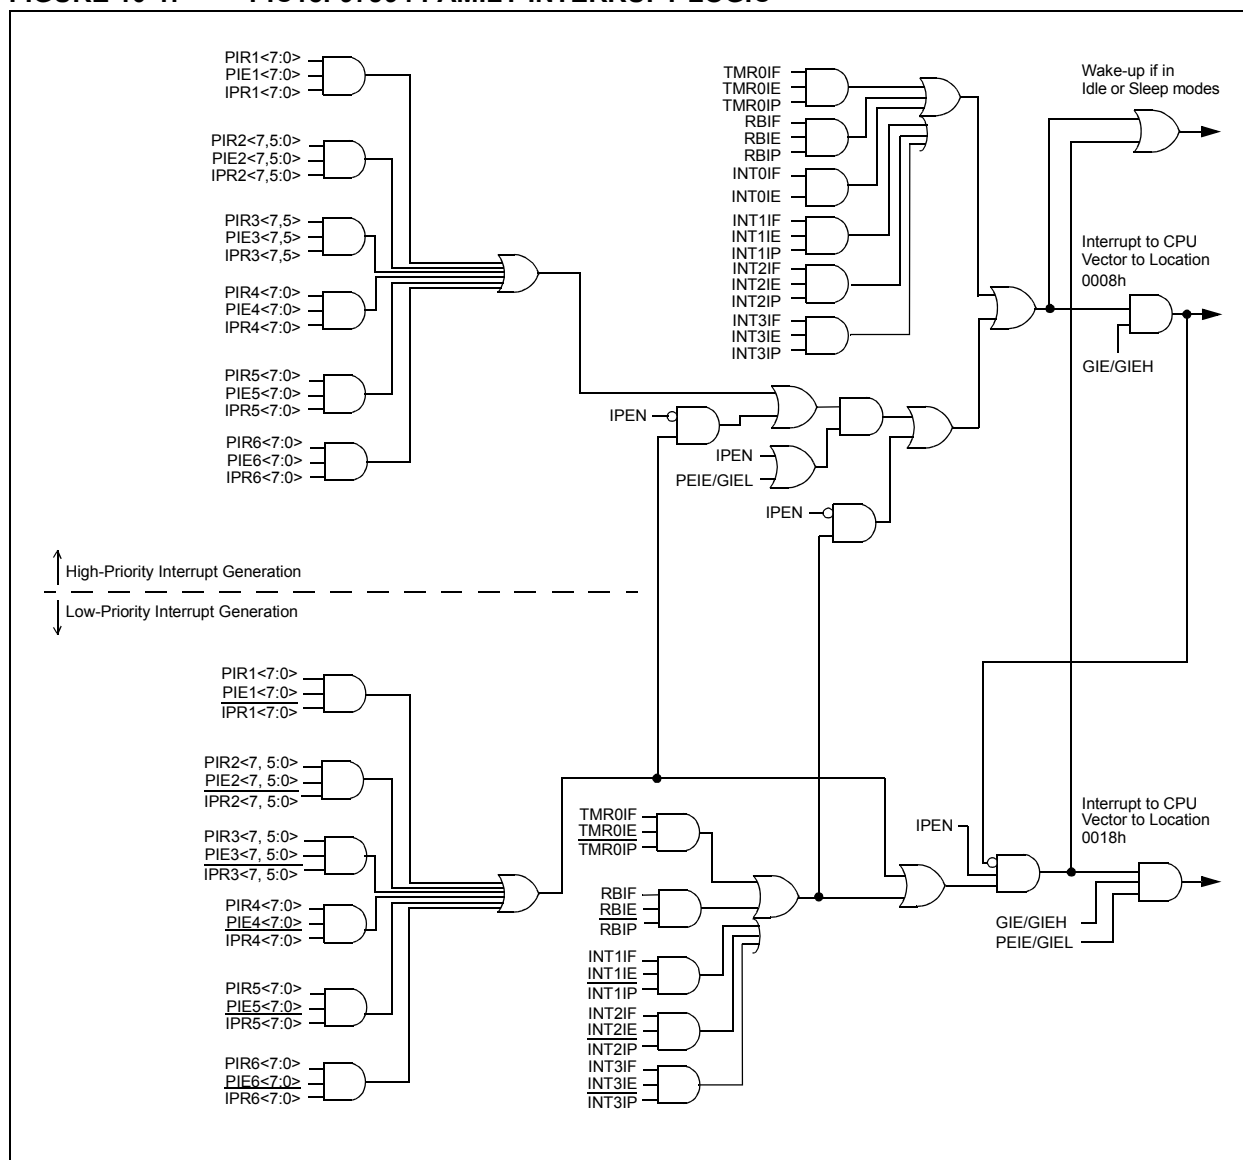 PIR1<7:0>
PIE1<7:0>
IPR1<7:0>
PIR2<7,5:0>
PIE2<7,5:0>
IPR2<7,5:0>
PIR3<7,5>
PIE3<7,5>
IPR3<7,5>
PIR4<7:0>
PIE4<7:0>
IPR4<7:0>
PIR5<7:0>
PIE5<7:0>
IPR5<7:0>
PIR6<7:0>
PIE6<7:0>
IPR6<7:0>
TMR0IF
TMR0IE
TMR0IP
RBIF
RBIE
RBIP
INT0IF
INT0IE
INT1IF
INT1IE
INT1IP
INT2IF
INT2IE
INT2IP
INT3IF
INT3IE
INT3IP
Wake-up if in
Idle or Sleep modes
Interrupt to CPU
Vector to Location
0008h
GIE/GIEH
IPEN
IPEN
PEIE/GIEL
IPEN
High-Priority Interrupt Generation
Low-Priority Interrupt Generation
PIR1<7:0>
PIE1<7:0>
IPR1<7:0>
PIR2<7, 5:0>
PIE2<7, 5:0>
IPR2<7, 5:0>
PIR3<7, 5:0>
PIE3<7, 5:0>
IPR3<7, 5:0>
PIR4<7:0>
PIE4<7:0>
IPR4<7:0>
PIR5<7:0>
PIE5<7:0>
IPR5<7:0>
PIR6<7:0>
PIE6<7:0>
IPR6<7:0>
TMR0IF
TMR0IE
TMR0IP
RBIF
RBIE
RBIP
INT1IF
INT1IE
INT1IP
INT2IF
INT2IE
INT2IP
INT3IF
INT3IE
INT3IP
IPEN
Interrupt to CPU
Vector to Location
0018h
GIE/GIEH
PEIE/GIEL